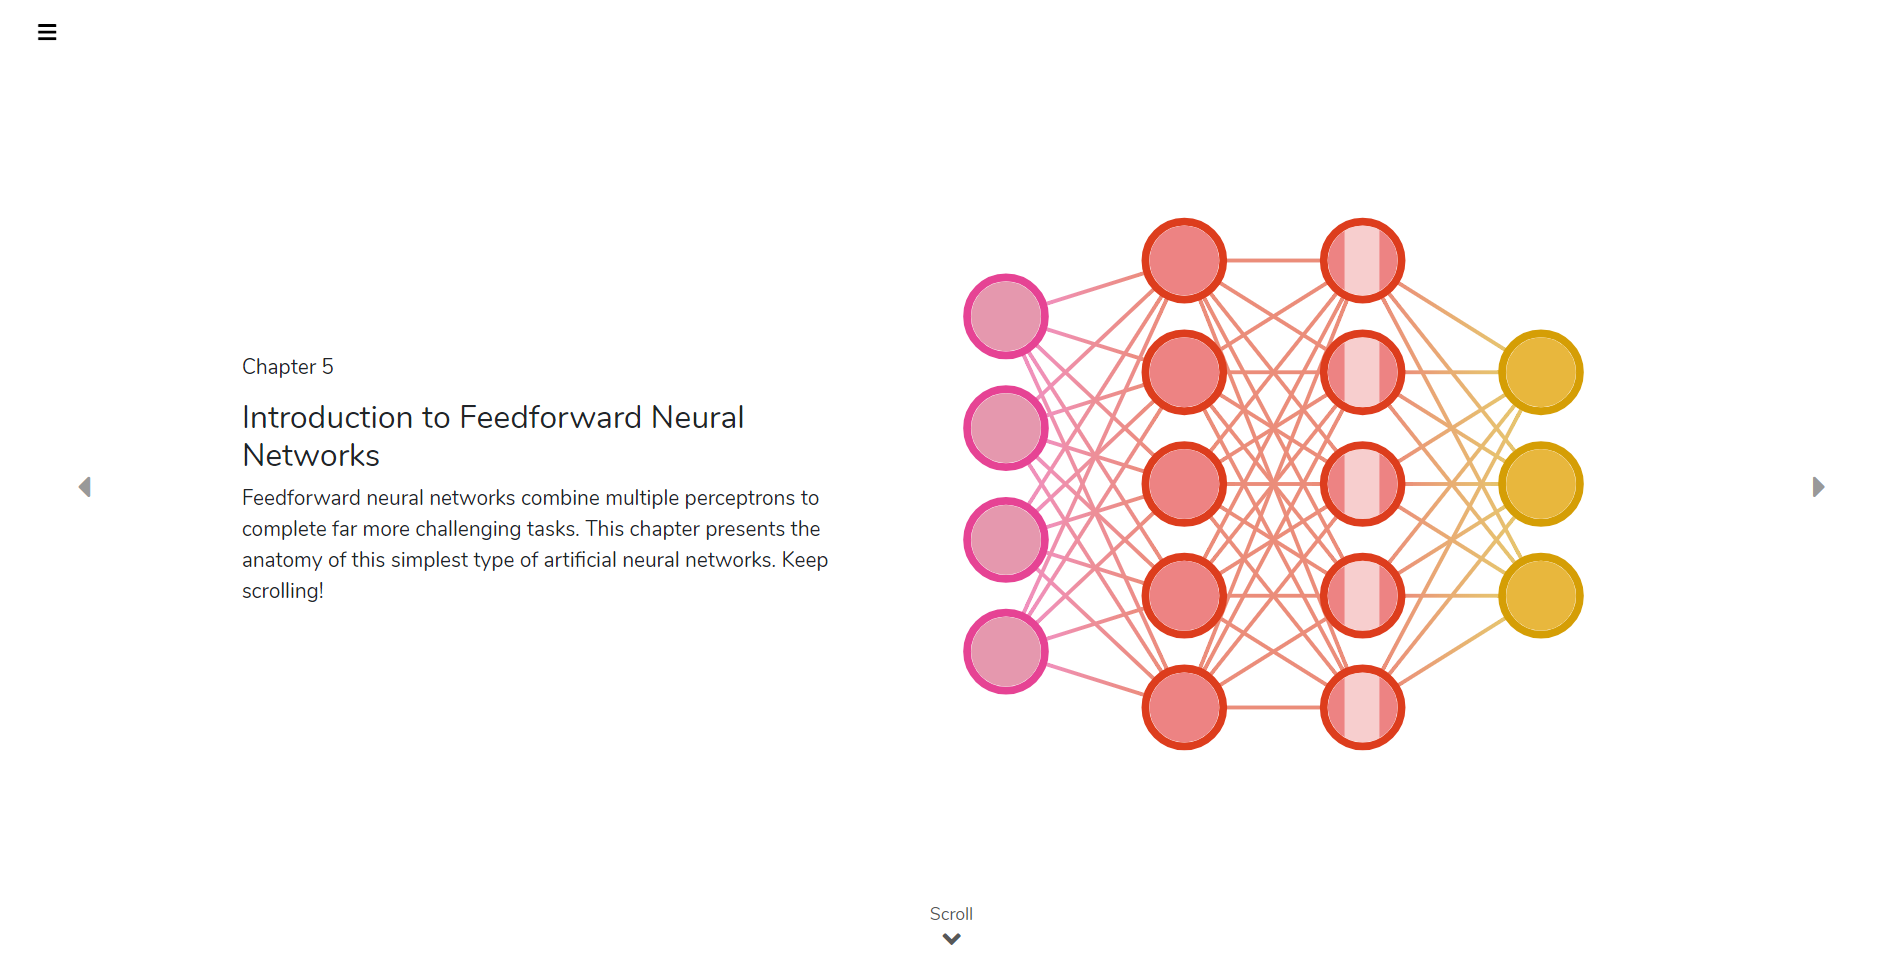 Chapter 5
Introduction to Feedforward Neural
Networks
Feedforward neural networks combine multiple perceptrons to
complete far more challenging tasks. This chapter presents the
anatomy of this simplest type of artificial neural networks. Keep
scrolling!
Scroll